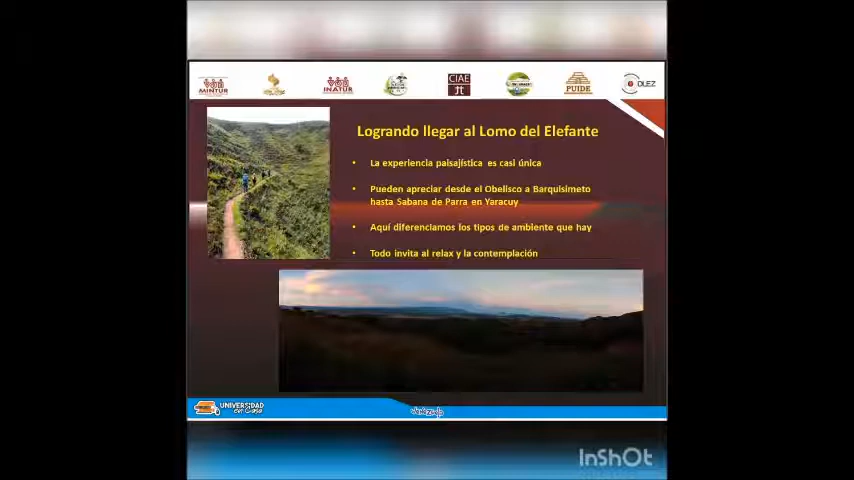 MINTUR
INATUR
CIAE
PUIDE
OLEZ
Logrando llegar al Lomo del Elefante
• La experiencia paisajística es casi única
• Pueden apreciar desde el Obelisco a Barquisimeto
hasta Sabana de Parra en Yaracuy
• Aquí diferenciamos los tipos de ambiente que hay
• Todo invita al relax y la contemplación
UNIVERSIDAD
en Casa
InShOt